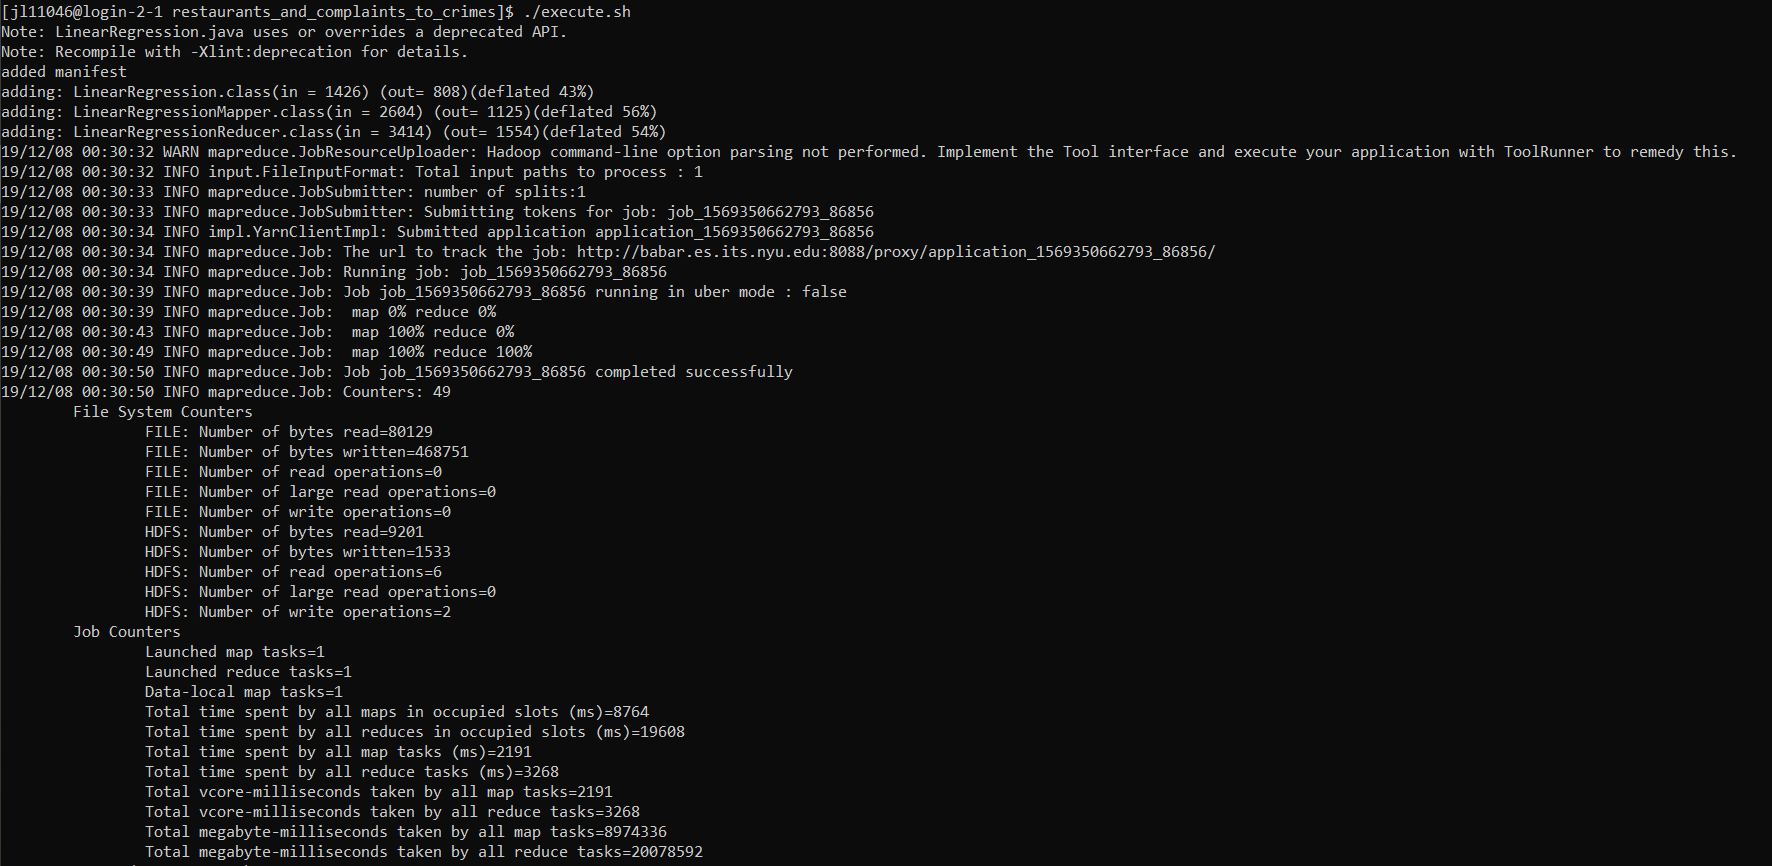 [jl11046@login-2-1 restaurants_and_complaints_to_crimes]$ ./execute.sh
Note: LinearRegression.java uses or overrides a deprecated API.
Note: Recompile with -Xlint:deprecation for details.
added manifest
adding: LinearRegression.class(in = 1426) (out= 808)(deflated 43%)
adding: LinearRegressionMapper.class(in = 2604) (out= 1125)(deflated 56%)
adding: LinearRegressionReducer.class(in = 3414) (out= 1554)(deflated 54%)
19/12/08 00:30:32 WARN mapreduce.JobResourceUploader: Hadoop command-line option parsing not performed. Implement the Tool interface and execute your application with ToolRunner to remedy this.
19/12/08 00:30:32 INFO input.FileInputFormat: Total input paths to process : 1
19/12/08 00:30:33 INFO mapreduce.JobSubmitter: number of splits:1
19/12/08 00:30:33 INFO mapreduce.JobSubmitter: Submitting tokens for job: job_1569350662793_86856
19/12/08 00:30:34 INFO impl.YarnClientImpl: Submitted application application_1569350662793_86856
19/12/08 00:30:34 INFO mapreduce.Job: The url to track the job: http://babar.es.its.nyu.edu:8088/proxy/application_1569350662793_86856/
19/12/08 00:30:34 INFO mapreduce.Job: Running job: job_1569350662793_86856
19/12/08 00:30:39 INFO mapreduce.Job: Job job_1569350662793_86856 running in uber mode : false
19/12/08 00:30:39 INFO mapreduce.Job:  map 0% reduce 0%
19/12/08 00:30:43 INFO mapreduce.Job:  map 100% reduce 0%
19/12/08 00:30:49 INFO mapreduce.Job:  map 100% reduce 100%
19/12/08 00:30:50 INFO mapreduce.Job: Job job_1569350662793_86856 completed successfully
19/12/08 00:30:50 INFO mapreduce.Job: Counters: 49
File System Counters
FILE: Number of bytes read=80129
FILE: Number of bytes written=468751
FILE: Number of read operations=0
FILE: Number of large read operations=0
FILE: Number of write operations=0
HDFS: Number of bytes read=9201
HDFS: Number of bytes written=1533
HDFS: Number of read operations=6
HDFS: Number of large read operations=0
HDFS: Number of write operations=2
Job Counters
Launched map tasks=1
Launched reduce tasks=1
Data-local map tasks=1
Total time spent by all maps in occupied slots (ms)=8764
Total time spent by all reduces in occupied slots (ms)=19608
Total time spent by all map tasks (ms)=2191
Total time spent by all reduce tasks (ms)=3268
Total vcore-milliseconds taken by all map tasks=2191
Total vcore-milliseconds taken by all reduce tasks=3268
Total megabyte-milliseconds taken by all map tasks=8974336
Total megabyte-milliseconds taken by all reduce tasks=20078592